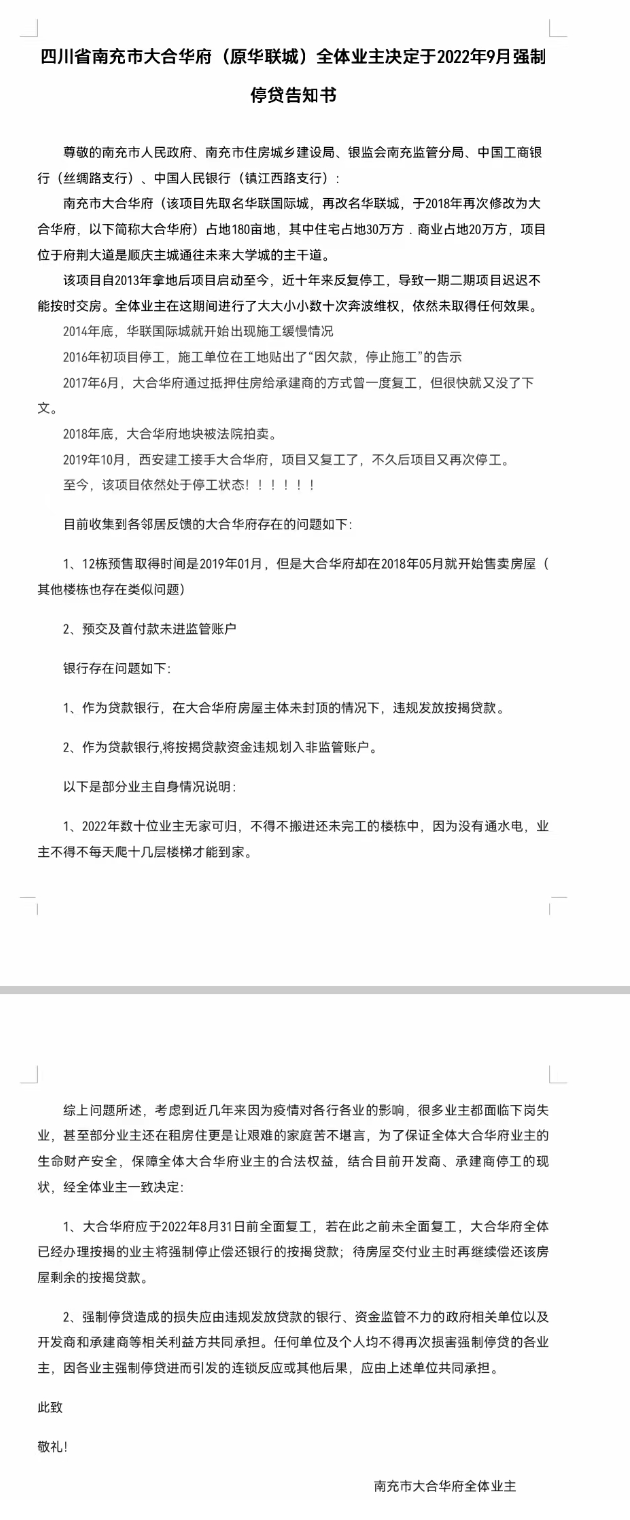 四川省南充市大合华府（原华联城）全体业主决定于2022年9月强制
停贷告知书
尊敬的南充市人民政府、南充市住房城乡建设局、银监会南充监管分局、中国工商银
行（丝绸路支行）、中国人民银行（镇江西路支行）：
南充市大合华府（该项目先取名华联国际城，再改名华联城，于2018年再次修改为大
合华府，以下简称大合华府）占地180亩地，其中住宅占地30万方．商业占地20万方，项目
位于府荆大道是顺庆主城通往未来大学城的主干道。
该项目自2013年拿地后项目启动至今，近十年来反复停工，导致一期二期项目迟迟不
能按时交房。全体业主在这期间进行了大大小小数十次奔波维权，依然未取得任何效果。
2014年底，华联国际城就开始出现施工缓慢情况
2016年初项目停工，施工单位在工地贴出了“因欠款，停止施工”的告示
2017年6月，大合华府通过抵押住房给承建商的方式曾一度复工，但很快就又没了下
文。
2018年底，大合华府地块被法院拍卖。
2019年10月，西安建工接手大合华府，项目又复工了，不久后项目又再次停工。
至今，该项目依然处于停工状态！！！！！！
目前收集到各邻居反馈的大合华府存在的问题如下：
1、12栋预售取得时间是2019年01月，但是大合华府却在2018年05月就开始售卖房屋（
其他楼栋也存在类似问题）
2、预交及首付款未进监管账户
银行存在问题如下：
1、作为贷款银行，在大合华府房屋主体未封顶的情况下，违规发放按揭贷款。
2、作为贷款银行,将按揭贷款资金违规划入非监管账户。
以下是部分业主自身情况说明：
1、2022年数十位业主无家可归，不得不搬进还未完工的楼栋中，因为没有通水电，业
主不得不每天爬十几层楼梯才能到家。
综上问题所述，考虑到近几年来因为疫情对各行各业的影响，很多业主都面临下岗失
业，甚至部分业主还在租房住更是让艰难的家庭苦不堪言，为了保证全体大合华府业主的
生命财产安全，保障全体大合华府业主的合法权益，结合目前开发商、承建商停工的现
状，经全体业主一致决定：
1、大合华府应于2022年8月31日前全面复工，若在此之前未全面复工，大合华府全体
已经办理按揭的业主将强制停止偿还银行的按揭贷款；待房屋交付业主时再继续偿还该房
屋剩余的按揭贷款。
2、强制停贷造成的损失应由违规发放贷款的银行、资金监管不力的政府相关单位以及
开发商和承建商等相关利益方共同承担。任何单位及个人均不得再次损害强制停贷的各业
主，因各业主强制停贷进而引发的连锁反应或其他后果，应由上述单位共同承担。
此致
敬礼！
南充市大合华府全体业主